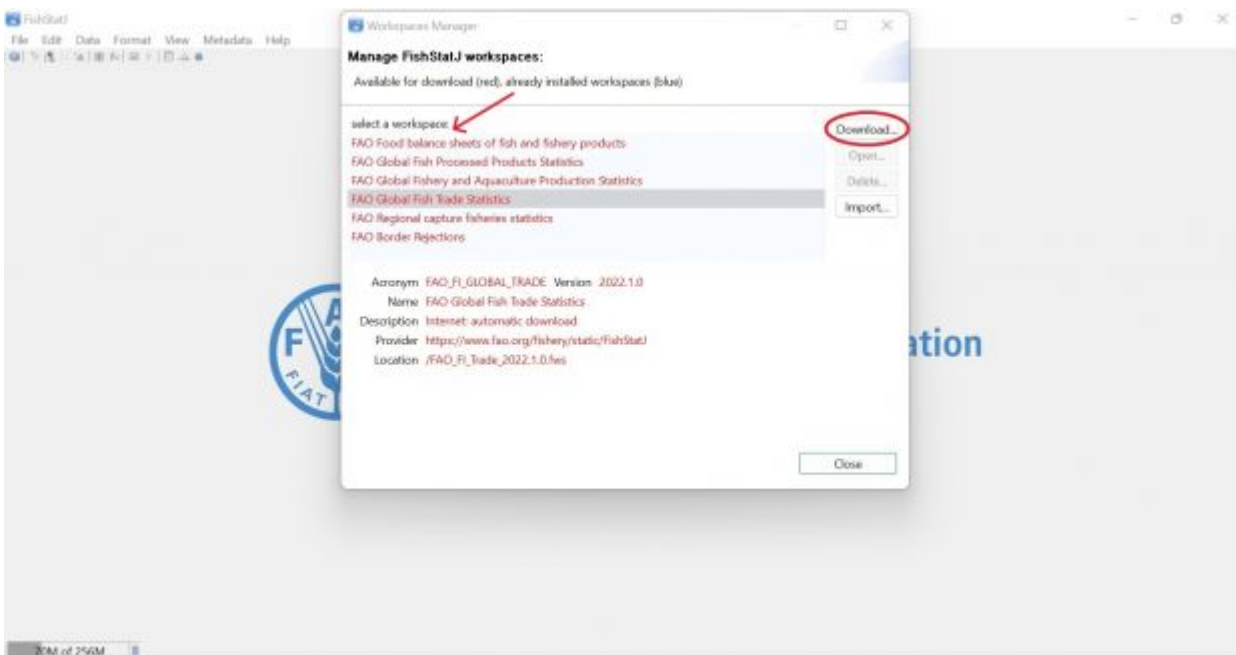 FishStatJ
File Edit Data Format View Metadata Help
Workspaces Manager
Manage FishStatJ workspaces:
Available for download (red), already installed workspaces (blue)
select a workspace:
FAO Food balance sheets of fish and fishery products
FAO Global Fish Processed Products Statistics
FAO Global Fishery and Aquaculture Production Statistics
FAO Global Fish Trade Statistics
FAO Regional capture fisheries statistics
FAO Border Rejections
Download...
Open...
Delete...
Import...
Acronym FAO_FI_GLOBAL_TRADE Version 2022.1.0
Name FAO Global Fish Trade Statistics
Description Internet: automatic download
Provider https://www.fao.org/fishery/static/FishStatJ
Location /FAO_FI_Trade_2022.1.0.fws
Close
F A
FIAT
ation
70M of 256M